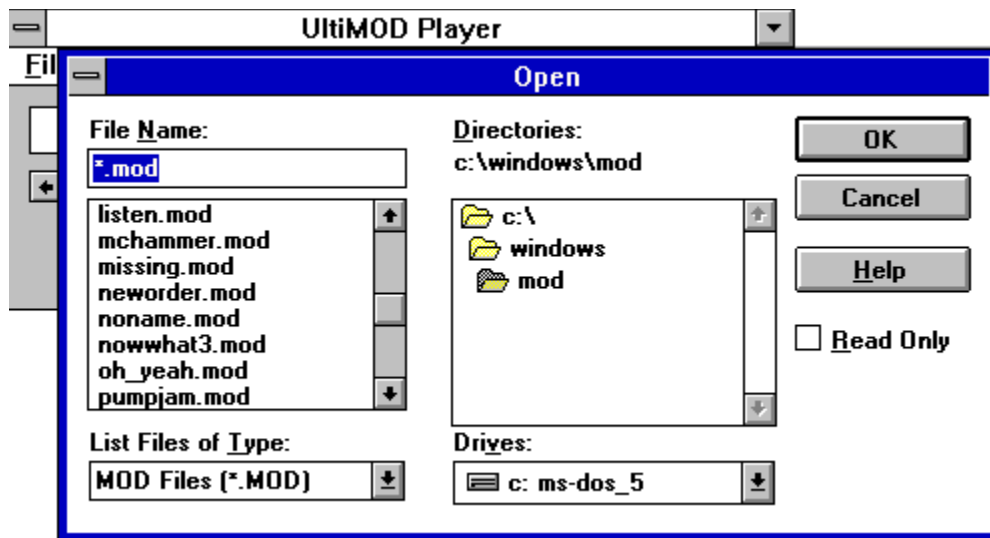 UltiMOD Player
Fil
Open
File Name:
*.mod
listen.mod
mchammer.mod
missing.mod
neworder.mod
noname.mod
nowwhat3.mod
oh_yeah.mod
pumpjam.mod
List Files of Type:
MOD Files (*.MOD)
Directories:
c:\windows\mod
c:\
windows
mod
Drives:
c: ms-dos_5
OK
Cancel
Help
Read Only